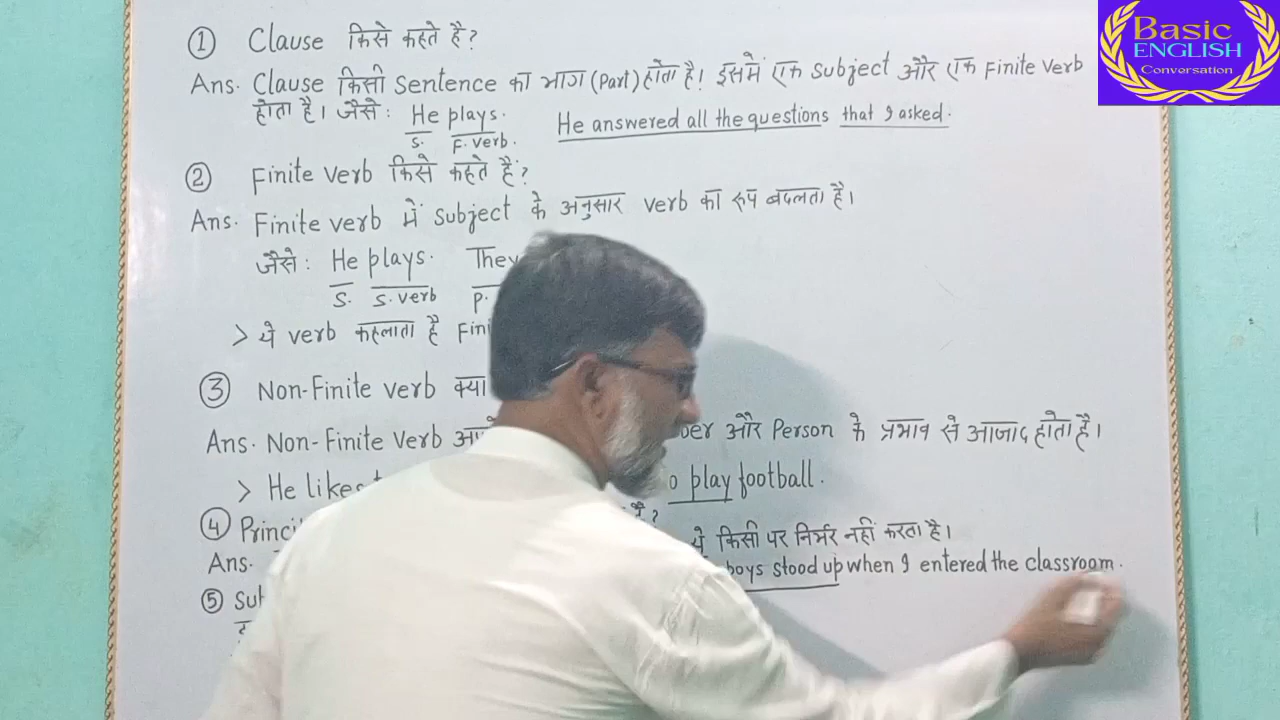 Basic
ENGLISH
Conversation
① Clause किसे कहते है?
Ans. Clause किसी Sentence का भाग (Part) होता है। इसमें एक Subject और एक Finite verb
होता है। जैसे: He plays. He answered all the questions that I asked.
S. F. verb.
② Finite verb किसे कहते हैं?
Ans. Finite verb में Subject के अनुसार verb का रूप बदलता है।
जैसे: He plays. They
S. S. verb P.
> ये verb कहलाता है
③ Non-Finite verb क्या
Ans. Non-Finite verb और Person के प्रभाव से आजाद होता है।
> He likes play football.
④
Ans. ये किसी पर निर्भर नहीं करता है।
boys stood up when I entered the classroom.
⑤